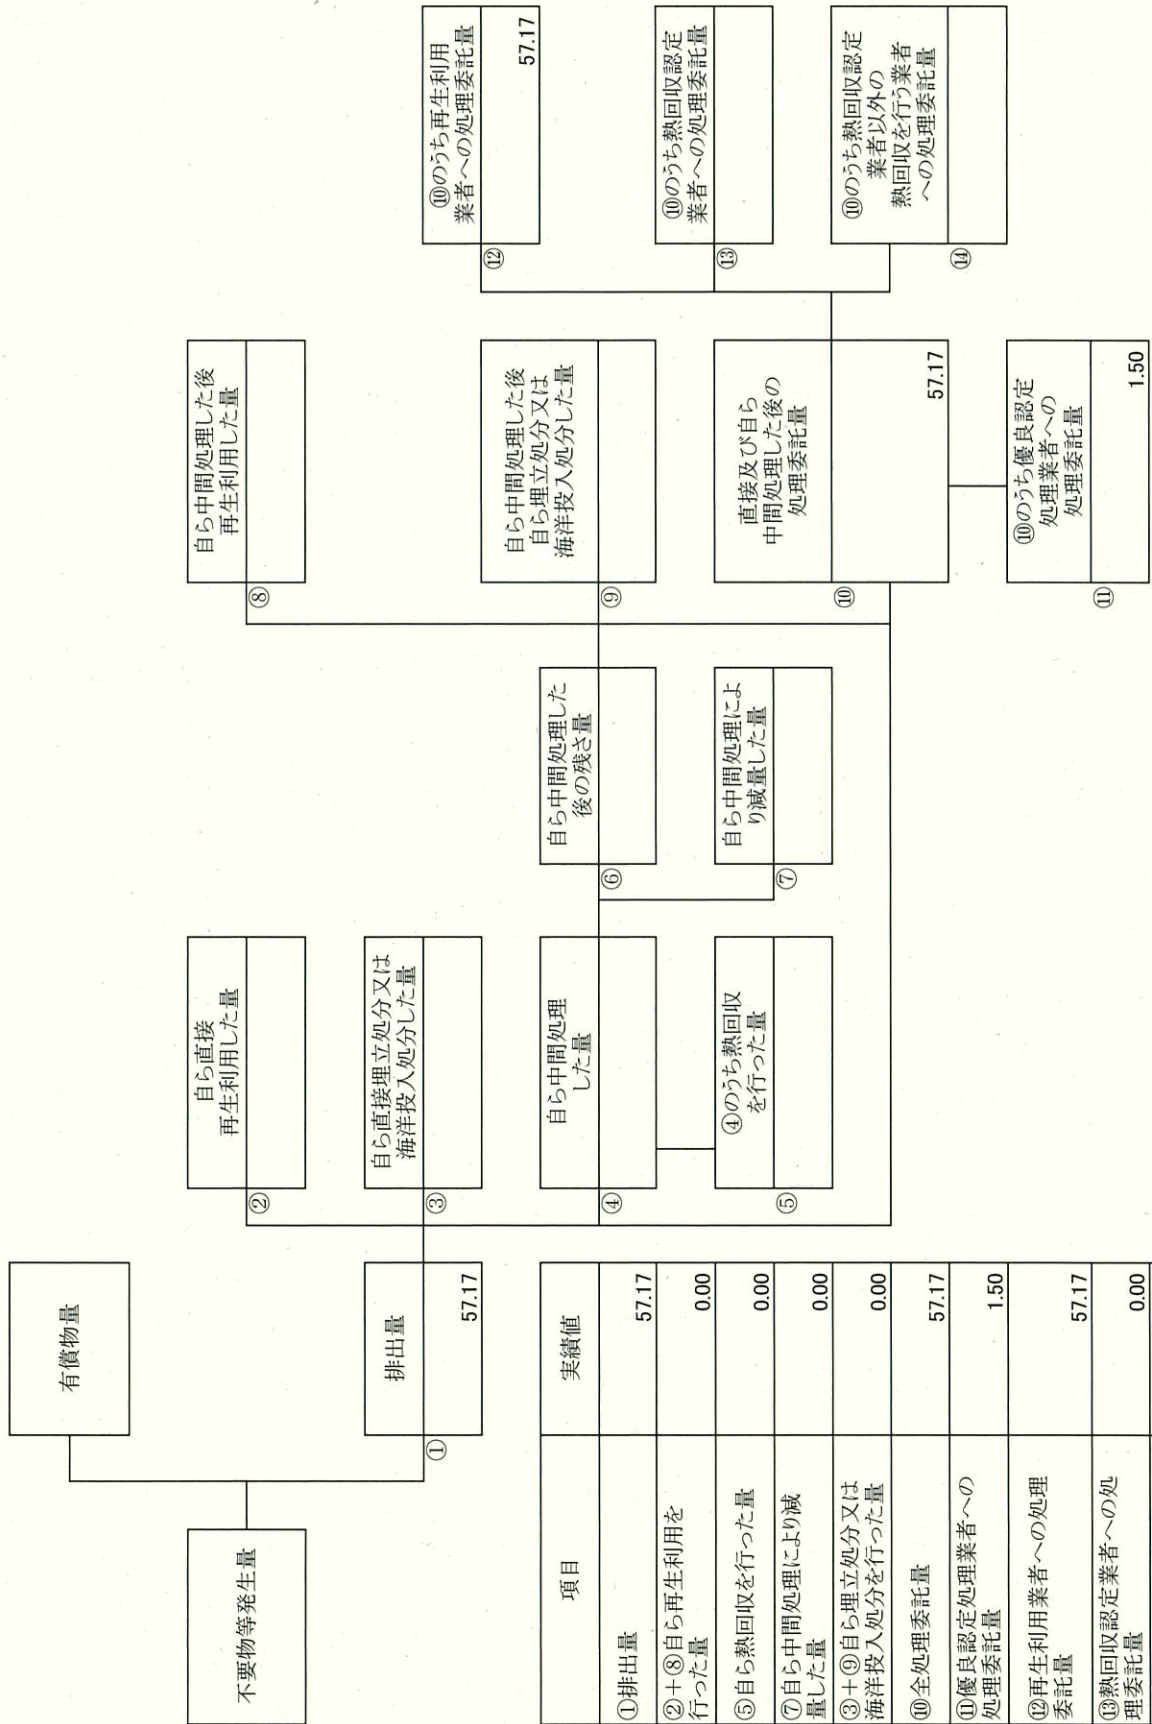 不要物等発生量
有償物量
排出量
①
57.17
自ら直接
再生利用した量
②
自ら直接埋立処分又は
海洋投入処分した量
③
自ら中間処理
した量
④
④のうち熱回収
を行った量
⑤
自ら中間処理した
後の残さ量
⑥
自ら中間処理によ
り減量した量
⑦
自ら中間処理した後
再生利用した量
⑧
自ら中間処理した後
自ら埋立処分又は
海洋投入処分した量
⑨
直接及び自ら
中間処理した後の
処理委託量
⑩
57.17
⑩のうち優良認定
処理業者への
処理委託量
⑪
1.50
⑩のうち再生利用
業者への処理委託量
⑫
57.17
⑩のうち熱回収認定
業者への処理委託量
⑬
⑩のうち熱回収認定
業者以外の
熱回収を行う業者
への処理委託量
⑭
項目 実績値
①排出量 57.17
②+⑧自ら再生利用を
行った量 0.00
⑤自ら熱回収を行った量 0.00
⑦自ら中間処理により減
量した量 0.00
③+⑨自ら埋立処分又は
海洋投入処分を行った量 0.00
⑩全処理委託量 57.17
⑪優良認定処理業者への
処理委託量 1.50
⑫再生利用業者への処理
委託量 57.17
⑬熱回収認定業者への処
理委託量 0.00